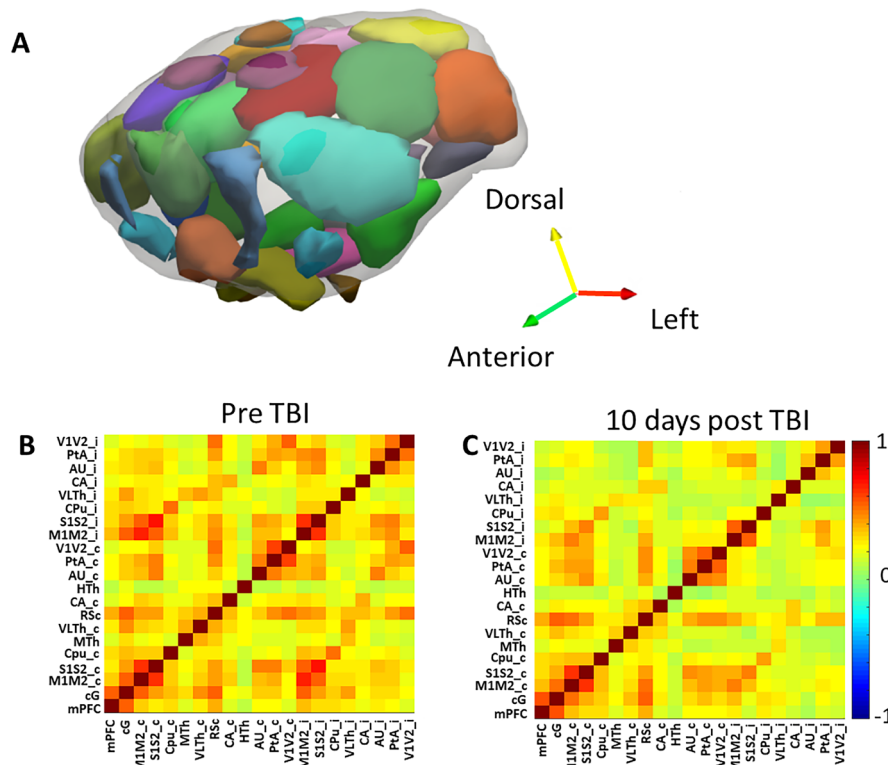 A
Dorsal
Left
Anterior
Pre TBI
10 days post TBI
B
C
V1V2_i
PtA_i
AU_i
CA_i
VLTh_i
CPu_i
S1S2_i
M1M2_i
V1V2_c
PtA_c
AU_c
HTh
CA_c
RSc
VLTh_c
MTh
Cpu_c
S1S2_c
M1M2_c
cG
mPFC
mPFC
cG
M1M2_c
S1S2_c
Cpu_c
MTh
VLTh_c
RSc
CA_c
HTh
AU_c
PtA_c
V1V2_c
M1M2_i
S1S2_i
CPu_i
VLTh_i
CA_i
AU_i
PtA_i
V1V2_i
V1V2_i
PtA_i
AU_i
CA_i
VLTh_i
CPu_i
S1S2_i
M1M2_i
V1V2_c
PtA_c
AU_c
HTh
CA_c
RSc
VLTh_c
MTh
Cpu_c
S1S2_c
M1M2_c
cG
mPFC
mPFC
cG
M1M2_c
S1S2_c
Cpu_c
MTh
VLTh_c
RSc
CA_c
HTh
AU_c
PtA_c
V1V2_c
M1M2_i
S1S2_i
CPu_i
VLTh_i
CA_i
AU_i
PtA_i
V1V2_i
1
0
-1